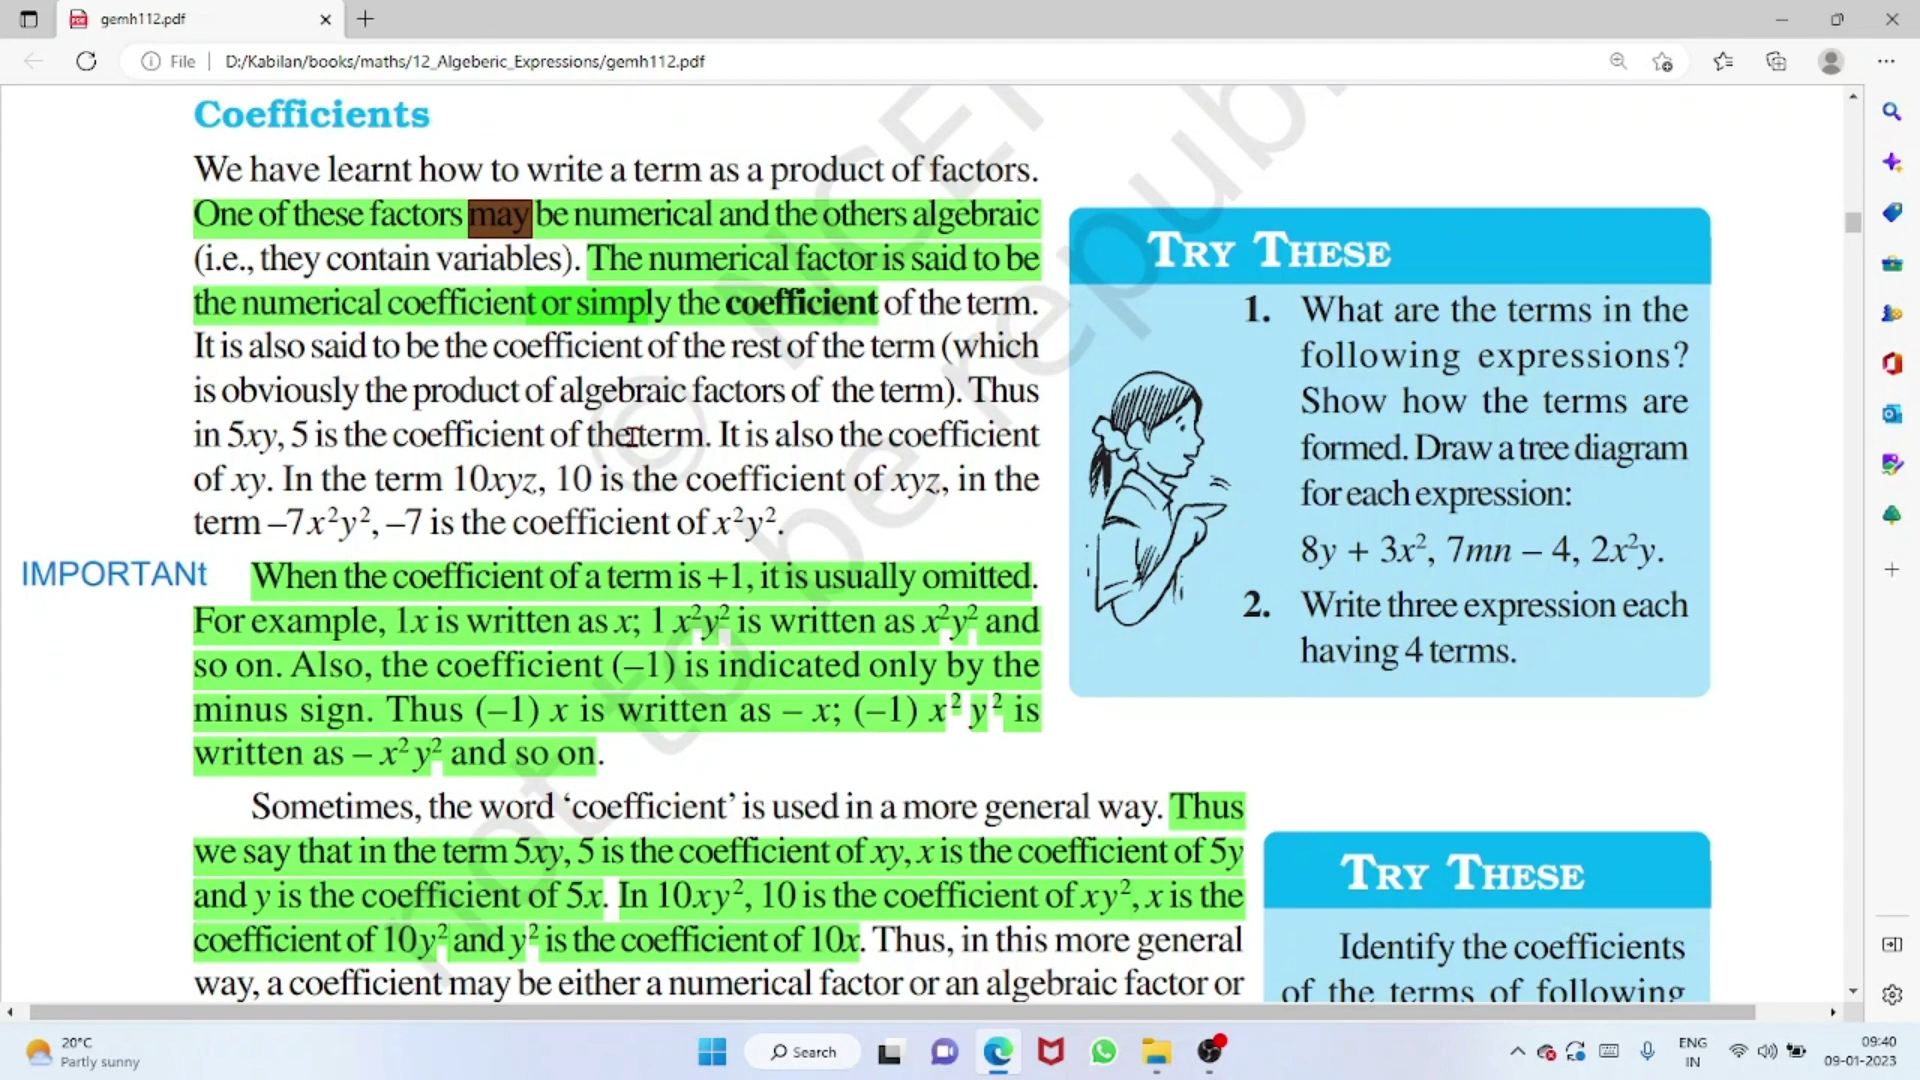 gemh112.pdf
File
D:/Kabilan/books/maths/12_Algeberic_Expressions/gemh112.pdf
Coefficients
We have learnt how to write a term as a product of factors.
One of these factors may be numerical and the others algebraic
(i.e., they contain variables). The numerical factor is said to be
the numerical coefficient or simply the coefficient of the term.
It is also said to be the coefficient of the rest of the term (which
is obviously the product of algebraic factors of the term). Thus
in 5xy, 5 is the coefficient of the term. It is also the coefficient
of xy. In the term 10xyz, 10 is the coefficient of xyz, in the
term –7x²y², –7 is the coefficient of x²y².
IMPORTANt
When the coefficient of a term is +1, it is usually omitted.
For example, 1x is written as x; 1 x²y² is written as x²y² and
so on. Also, the coefficient (–1) is indicated only by the
minus sign. Thus (–1) x is written as – x; (–1) x² y² is
written as – x² y² and so on.
Sometimes, the word ‘coefficient’ is used in a more general way. Thus
we say that in the term 5xy, 5 is the coefficient of xy, x is the coefficient of 5y
and y is the coefficient of 5x. In 10xy², 10 is the coefficient of xy², x is the
coefficient of 10y² and y² is the coefficient of 10x. Thus, in this more general
way, a coefficient may be either a numerical factor or an algebraic factor or
TRY THESE
1. What are the terms in the
following expressions?
Show how the terms are
formed. Draw a tree diagram
for each expression:
8y + 3x², 7mn – 4, 2x²y.
2. Write three expression each
having 4 terms.
TRY THESE
Identify the coefficients
of the terms of following
not to be republ
© NCE
20°C
Partly sunny
Search
ENG
IN
09:40
09-01-2023